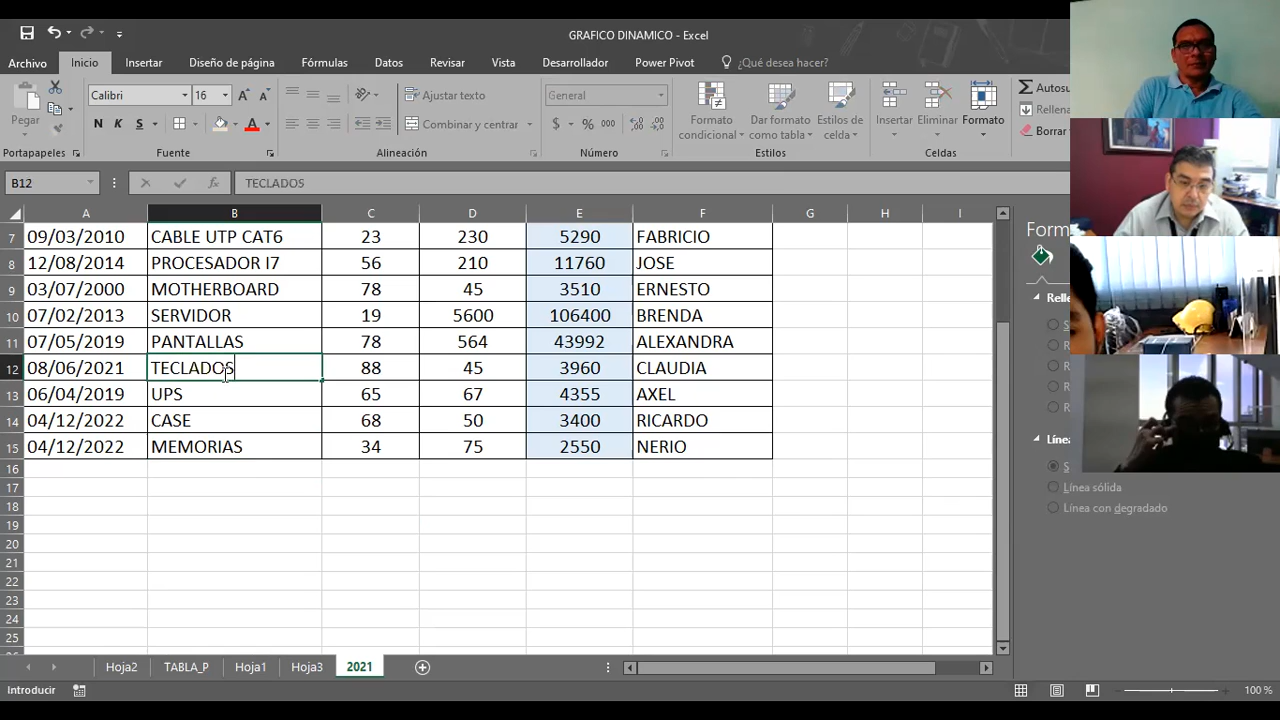 GRAFICO DINAMICO - Excel
Archivo Inicio Insertar Diseño de página Fórmulas Datos Revisar Vista Desarrollador Power Pivot ¿Qué desea hacer?
Calibri 16 Ajustar texto General Autosu
Pegar N K S Combinar y centrar $ % 000 Formato condicional Dar formato como tabla Estilos de celda Insertar Eliminar Formato Rellena
Borrar
Portapapeles Fuente Alineación Número Estilos Celdas
B12 fx TECLADOS
A B C D E F G H I
7 09/03/2010 CABLE UTP CAT6 23 230 5290 FABRICIO
8 12/08/2014 PROCESADOR I7 56 210 11760 JOSE
9 03/07/2000 MOTHERBOARD 78 45 3510 ERNESTO
10 07/02/2013 SERVIDOR 19 5600 106400 BRENDA
11 07/05/2019 PANTALLAS 78 564 43992 ALEXANDRA
12 08/06/2021 TECLADOS 88 45 3960 CLAUDIA
13 06/04/2019 UPS 65 67 4355 AXEL
14 04/12/2022 CASE 68 50 3400 RICARDO
15 04/12/2022 MEMORIAS 34 75 2550 NERIO
16
17
18
19
20
21
22
23
24
25
Form
Relle
S
R
R
R
Líne
S
Línea sólida
Línea con degradado
Hoja2 TABLA_P Hoja1 Hoja3 2021
Introducir 100 %